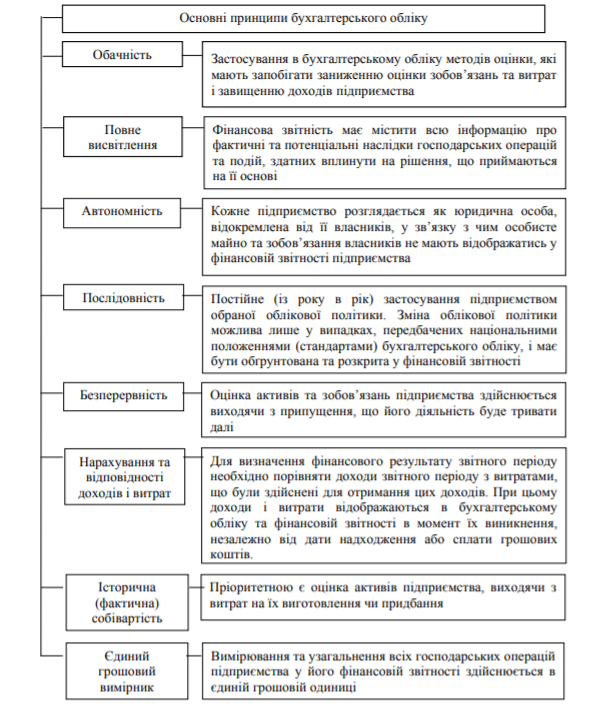 Основні принципи бухгалтерського обліку
Обачність
Застосування в бухгалтерському обліку методів оцінки, які
мають запобігати заниженню оцінки зобов’язань та витрат
і завищенню доходів підприємства
Повне
висвітлення
Фінансова звітність має містити всю інформацію про
фактичні та потенціальні наслідки господарських операцій
та подій, здатних вплинути на рішення, що приймаються
на її основі
Автономність
Кожне підприємство розглядається як юридична особа,
відокремлена від її власників, у зв’язку з чим особисте
майно та зобов’язання власників не мають відображатись у
фінансовій звітності підприємства
Послідовність
Постійне (із року в рік) застосування підприємством
обраної облікової політики. Зміна облікової політики
можлива лише у випадках, передбачених національними
положеннями (стандартами) бухгалтерського обліку, і має
бути обґрунтована та розкрита у фінансовій звітності
Безперервність
Оцінка активів та зобов’язань підприємства здійснюється
виходячи з припущення, що його діяльність буде тривати
далі
Нарахування та
відповідності
доходів і витрат
Для визначення фінансового результату звітного періоду
необхідно порівняти доходи звітного періоду з витратами,
що були здійснені для отримання цих доходів. При цьому
доходи і витрати відображаються в бухгалтерському
обліку та фінансовій звітності в момент їх виникнення,
незалежно від дати надходження або сплати грошових
коштів.
Історична
(фактична)
собівартість
Пріоритетною є оцінка активів підприємства, виходячи з
витрат на їх виготовлення чи придбання
Єдиний
грошовий
вимірник
Вимірювання та узагальнення всіх господарських операцій
підприємства у його фінансовій звітності здійснюється в
єдиній грошовій одиниці